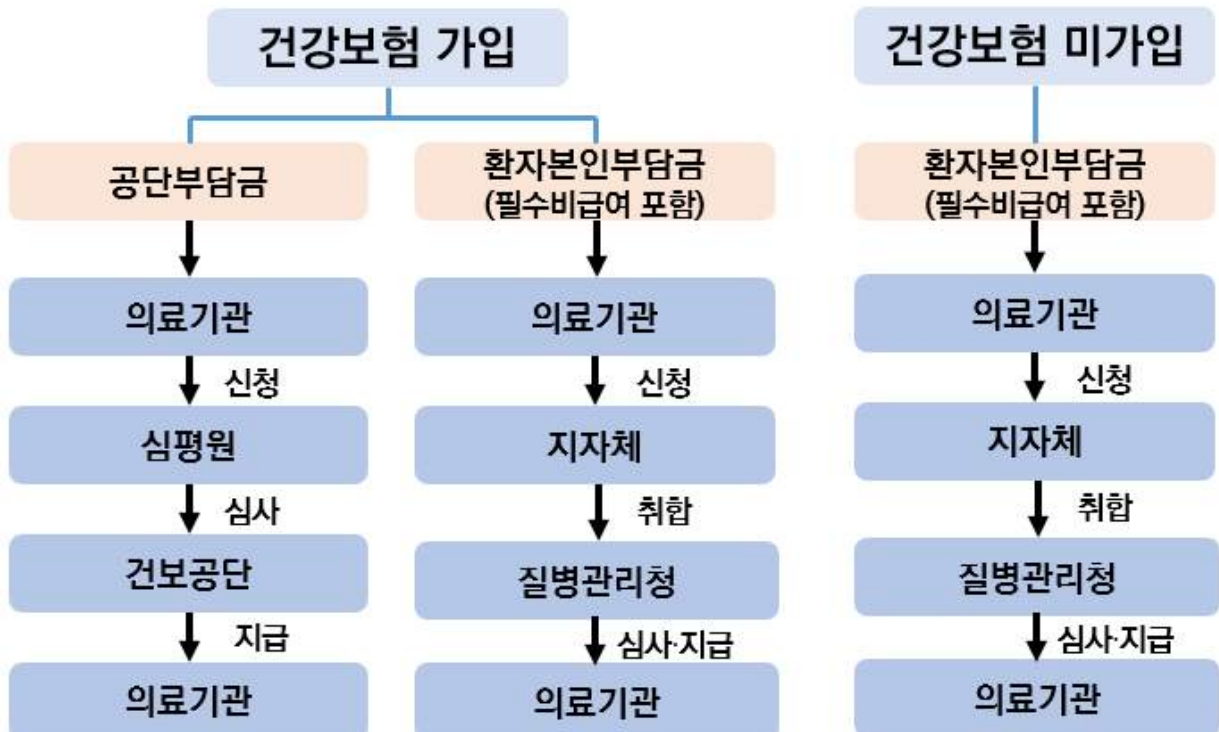 건강보험 가입
건강보험 미가입
공단부담금
환자본인부담금
(필수비급여 포함)
환자본인부담금
(필수비급여 포함)
의료기관
의료기관
의료기관
신청
신청
신청
심평원
지자체
지자체
심사
취합
취합
건보공단
질병관리청
질병관리청
지급
심사·지급
심사·지급
의료기관
의료기관
의료기관